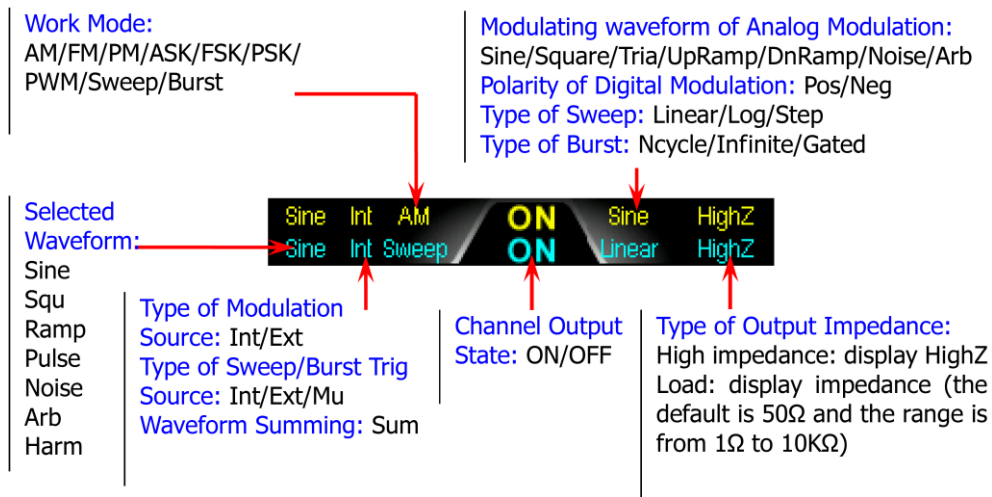 Work Mode:
AM/FM/PM/ASK/FSK/PSK/
PWM/Sweep/Burst
Modulating waveform of Analog Modulation:
Sine/Square/Tria/UpRamp/DnRamp/Noise/Arb
Polarity of Digital Modulation: Pos/Neg
Type of Sweep: Linear/Log/Step
Type of Burst: Ncycle/Infinite/Gated
Sine Int AM ON Sine HighZ
Sine Int Sweep ON Linear HighZ
Selected
Waveform:
Sine
Squ
Ramp
Pulse
Noise
Arb
Harm
Type of Modulation
Source: Int/Ext
Type of Sweep/Burst Trig
Source: Int/Ext/Mu
Waveform Summing: Sum
Channel Output
State: ON/OFF
Type of Output Impedance:
High impedance: display HighZ
Load: display impedance (the
default is 50Ω and the range is
from 1Ω to 10KΩ)